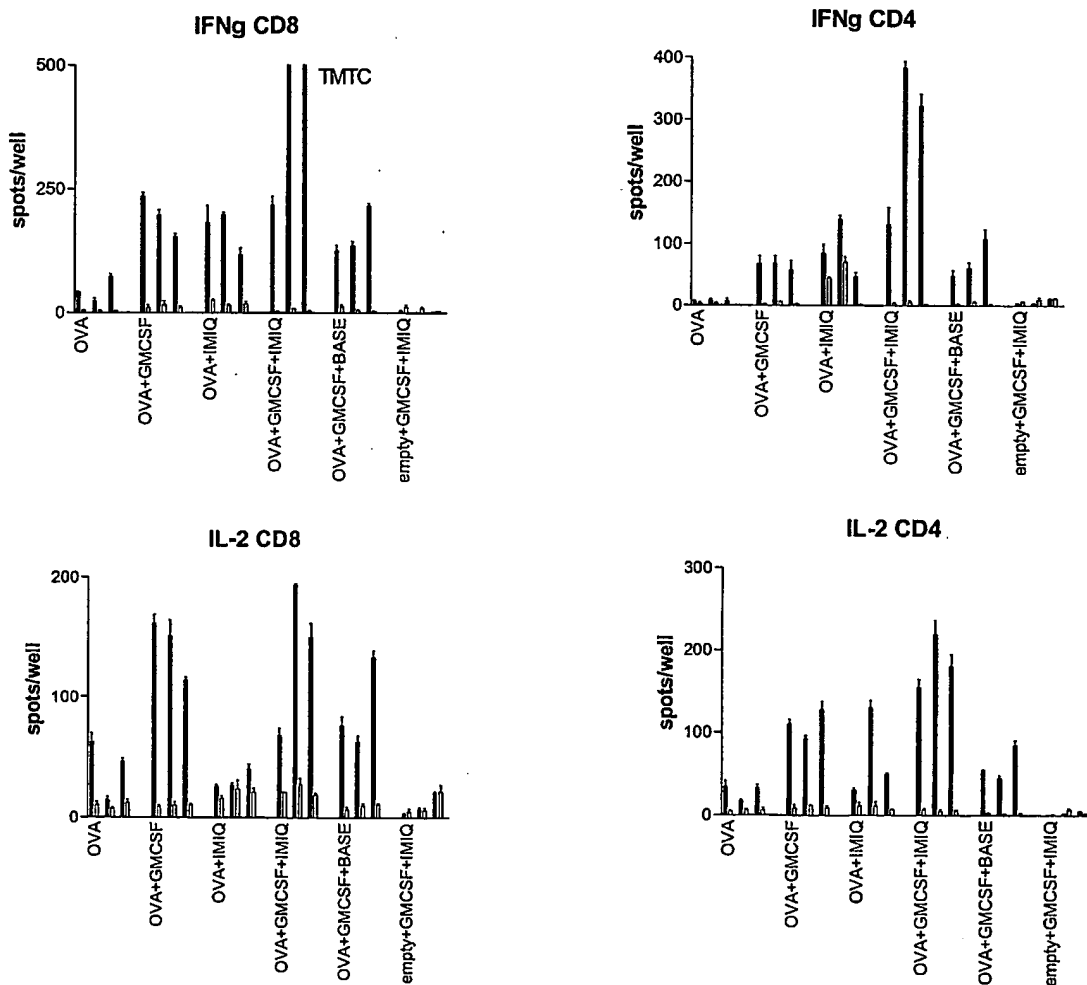 IFNg CD8
500
250
0
spots/well
TMTC
OVA
OVA+GMCSF
OVA+IMIQ
OVA+GMCSF+IMIQ
OVA+GMCSF+BASE
empty+GMCSF+IMIQ
IFNg CD4
400
300
200
100
0
spots/well
OVA
OVA+GMCSF
OVA+IMIQ
OVA+GMCSF+IMIQ
OVA+GMCSF+BASE
empty+GMCSF+IMIQ
IL-2 CD8
200
100
0
spots/well
OVA
OVA+GMCSF
OVA+IMIQ
OVA+GMCSF+IMIQ
OVA+GMCSF+BASE
empty+GMCSF+IMIQ
IL-2 CD4
300
200
100
0
spots/well
OVA
OVA+GMCSF
OVA+IMIQ
OVA+GMCSF+IMIQ
OVA+GMCSF+BASE
empty+GMCSF+IMIQ